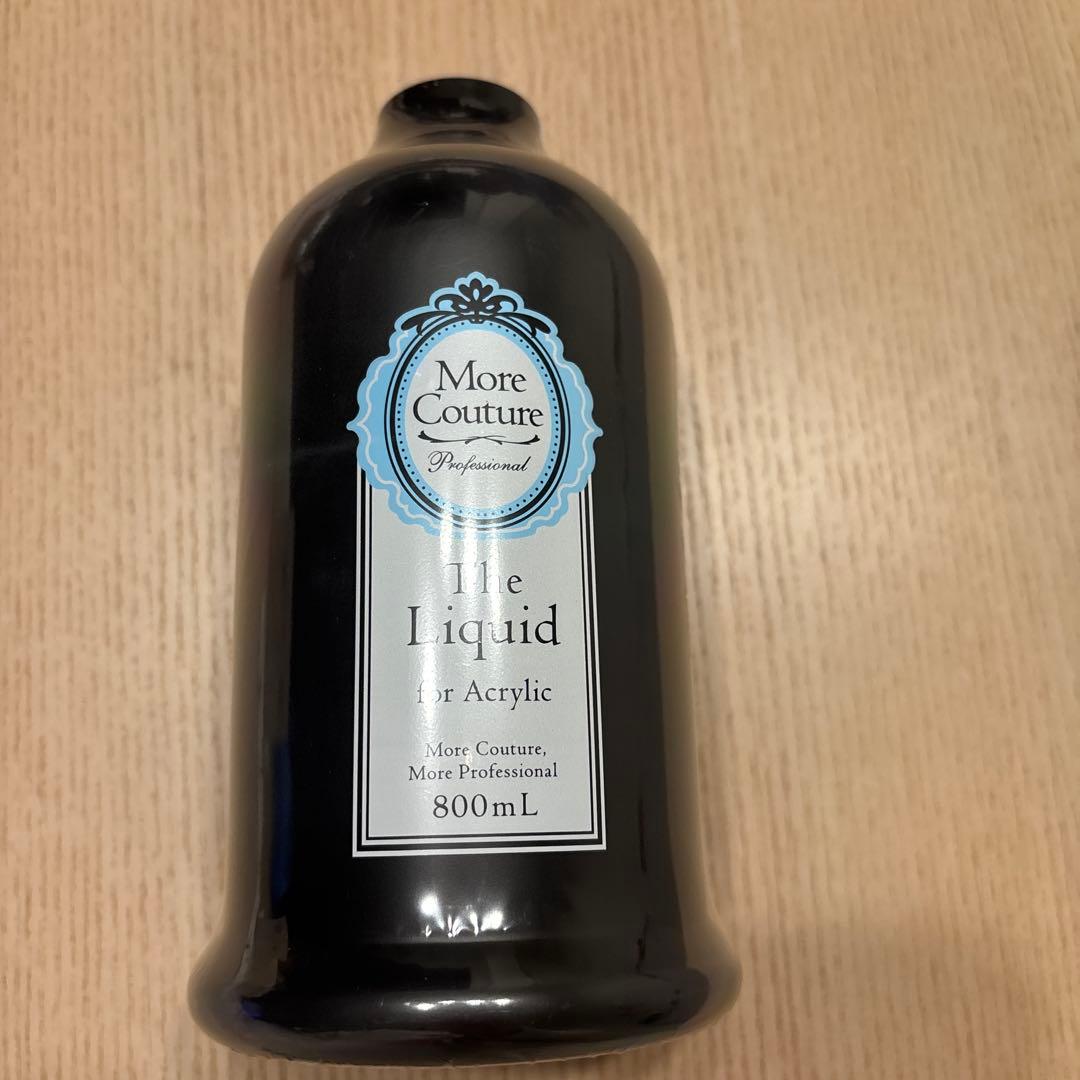 More
Couture
Professional
The
Liquid
for Acrylic
More Couture,
More Professional
800mL